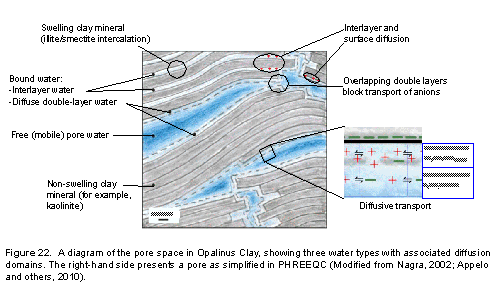 Swelling clay mineral
(illite/smectite intercalation)
Interlayer and
surface diffusion
Bound water:
-Interlayer water
-Diffuse double-layer water
Overlapping double layers
block transport of anions
Free (mobile) pore water
Non-swelling clay
mineral (for example,
kaolinite)
Diffusive transport
Figure 22. A diagram of the pore space in Opalinus Clay, showing three water types with associated diffusion
domains. The right-hand side presents a pore as simplified in PHREEQC (Modified from Nagra, 2002; Appelo
and others, 2010).